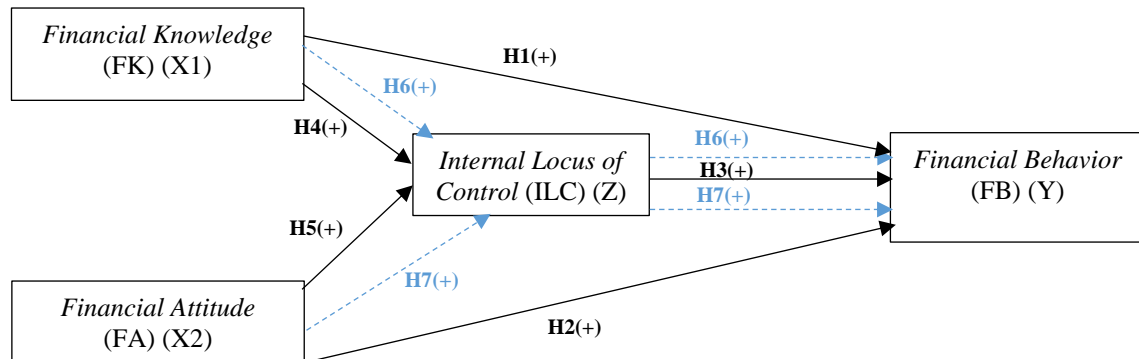 Financial Knowledge
(FK) (X1)
H1(+)
H6(+)
H4(+)
Internal Locus of
Control (ILC) (Z)
H6(+)
H3(+)
H7(+)
Financial Behavior
(FB) (Y)
H5(+)
H7(+)
Financial Attitude
(FA) (X2)
H2(+)